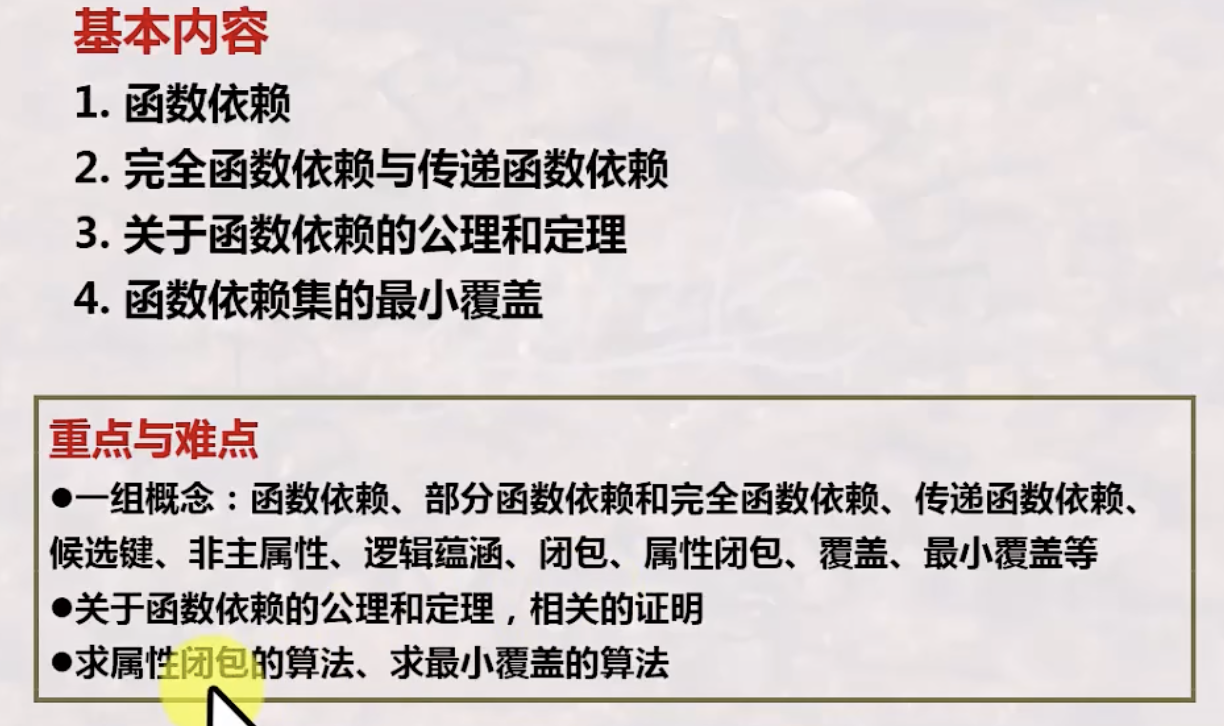 基本内容
1. 函数依赖
2. 完全函数依赖与传递函数依赖
3. 关于函数依赖的公理和定理
4. 函数依赖集的最小覆盖
重点与难点
●一组概念：函数依赖、部分函数依赖和完全函数依赖、传递函数依赖、
候选键、非主属性、逻辑蕴涵、闭包、属性闭包、覆盖、最小覆盖等
●关于函数依赖的公理和定理，相关的证明
●求属性闭包的算法、求最小覆盖的算法